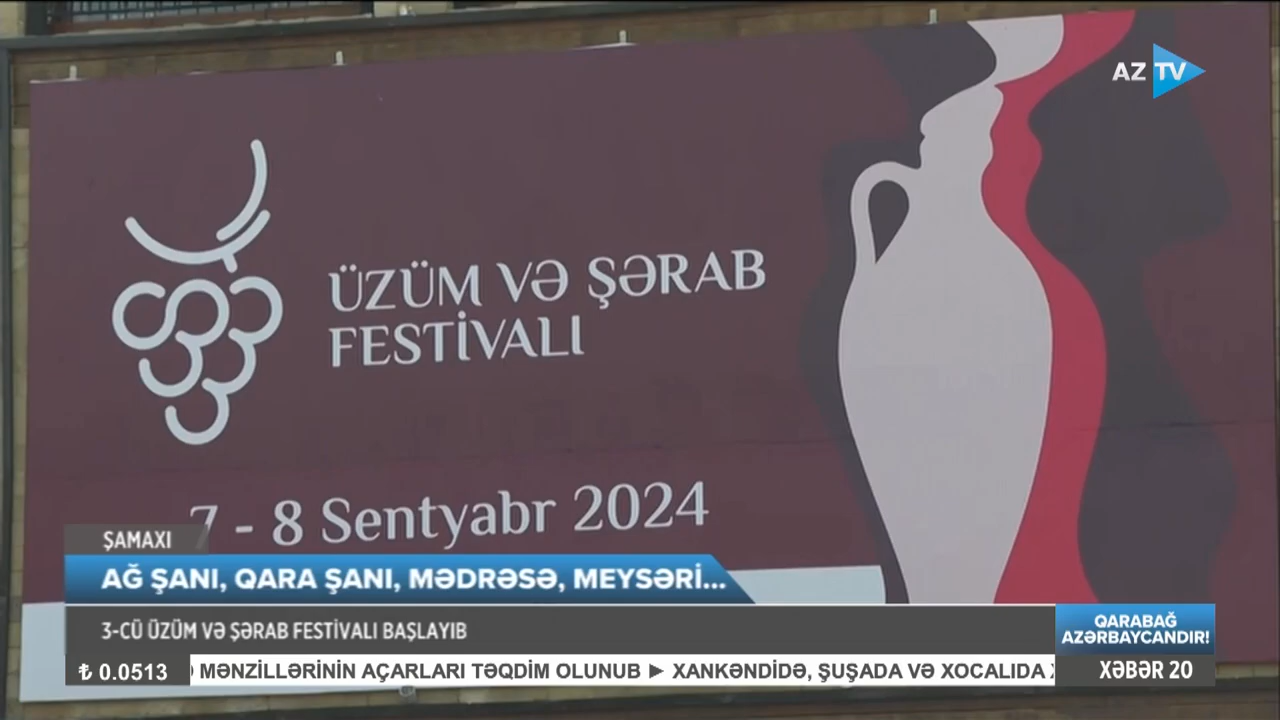 AZ TV
ÜZÜM VƏ ŞƏRAB
FESTİVALI
7 - 8 Sentyabr 2024
ŞAMAXI
AĞ ŞANI, QARA ŞANI, MƏDRƏSƏ, MEYSƏRİ...
3-CÜ ÜZÜM VƏ ŞƏRAB FESTİVALI BAŞLAYIB
QARABAĞ
AZƏRBAYCANDIR!
₺ 0.0513
MƏNZİLLƏRİNİN AÇARLARI TƏQDİM OLUNUB ► XANKƏNDİDƏ, ŞUŞADA VƏ XOCALIDA
XƏBƏR 20